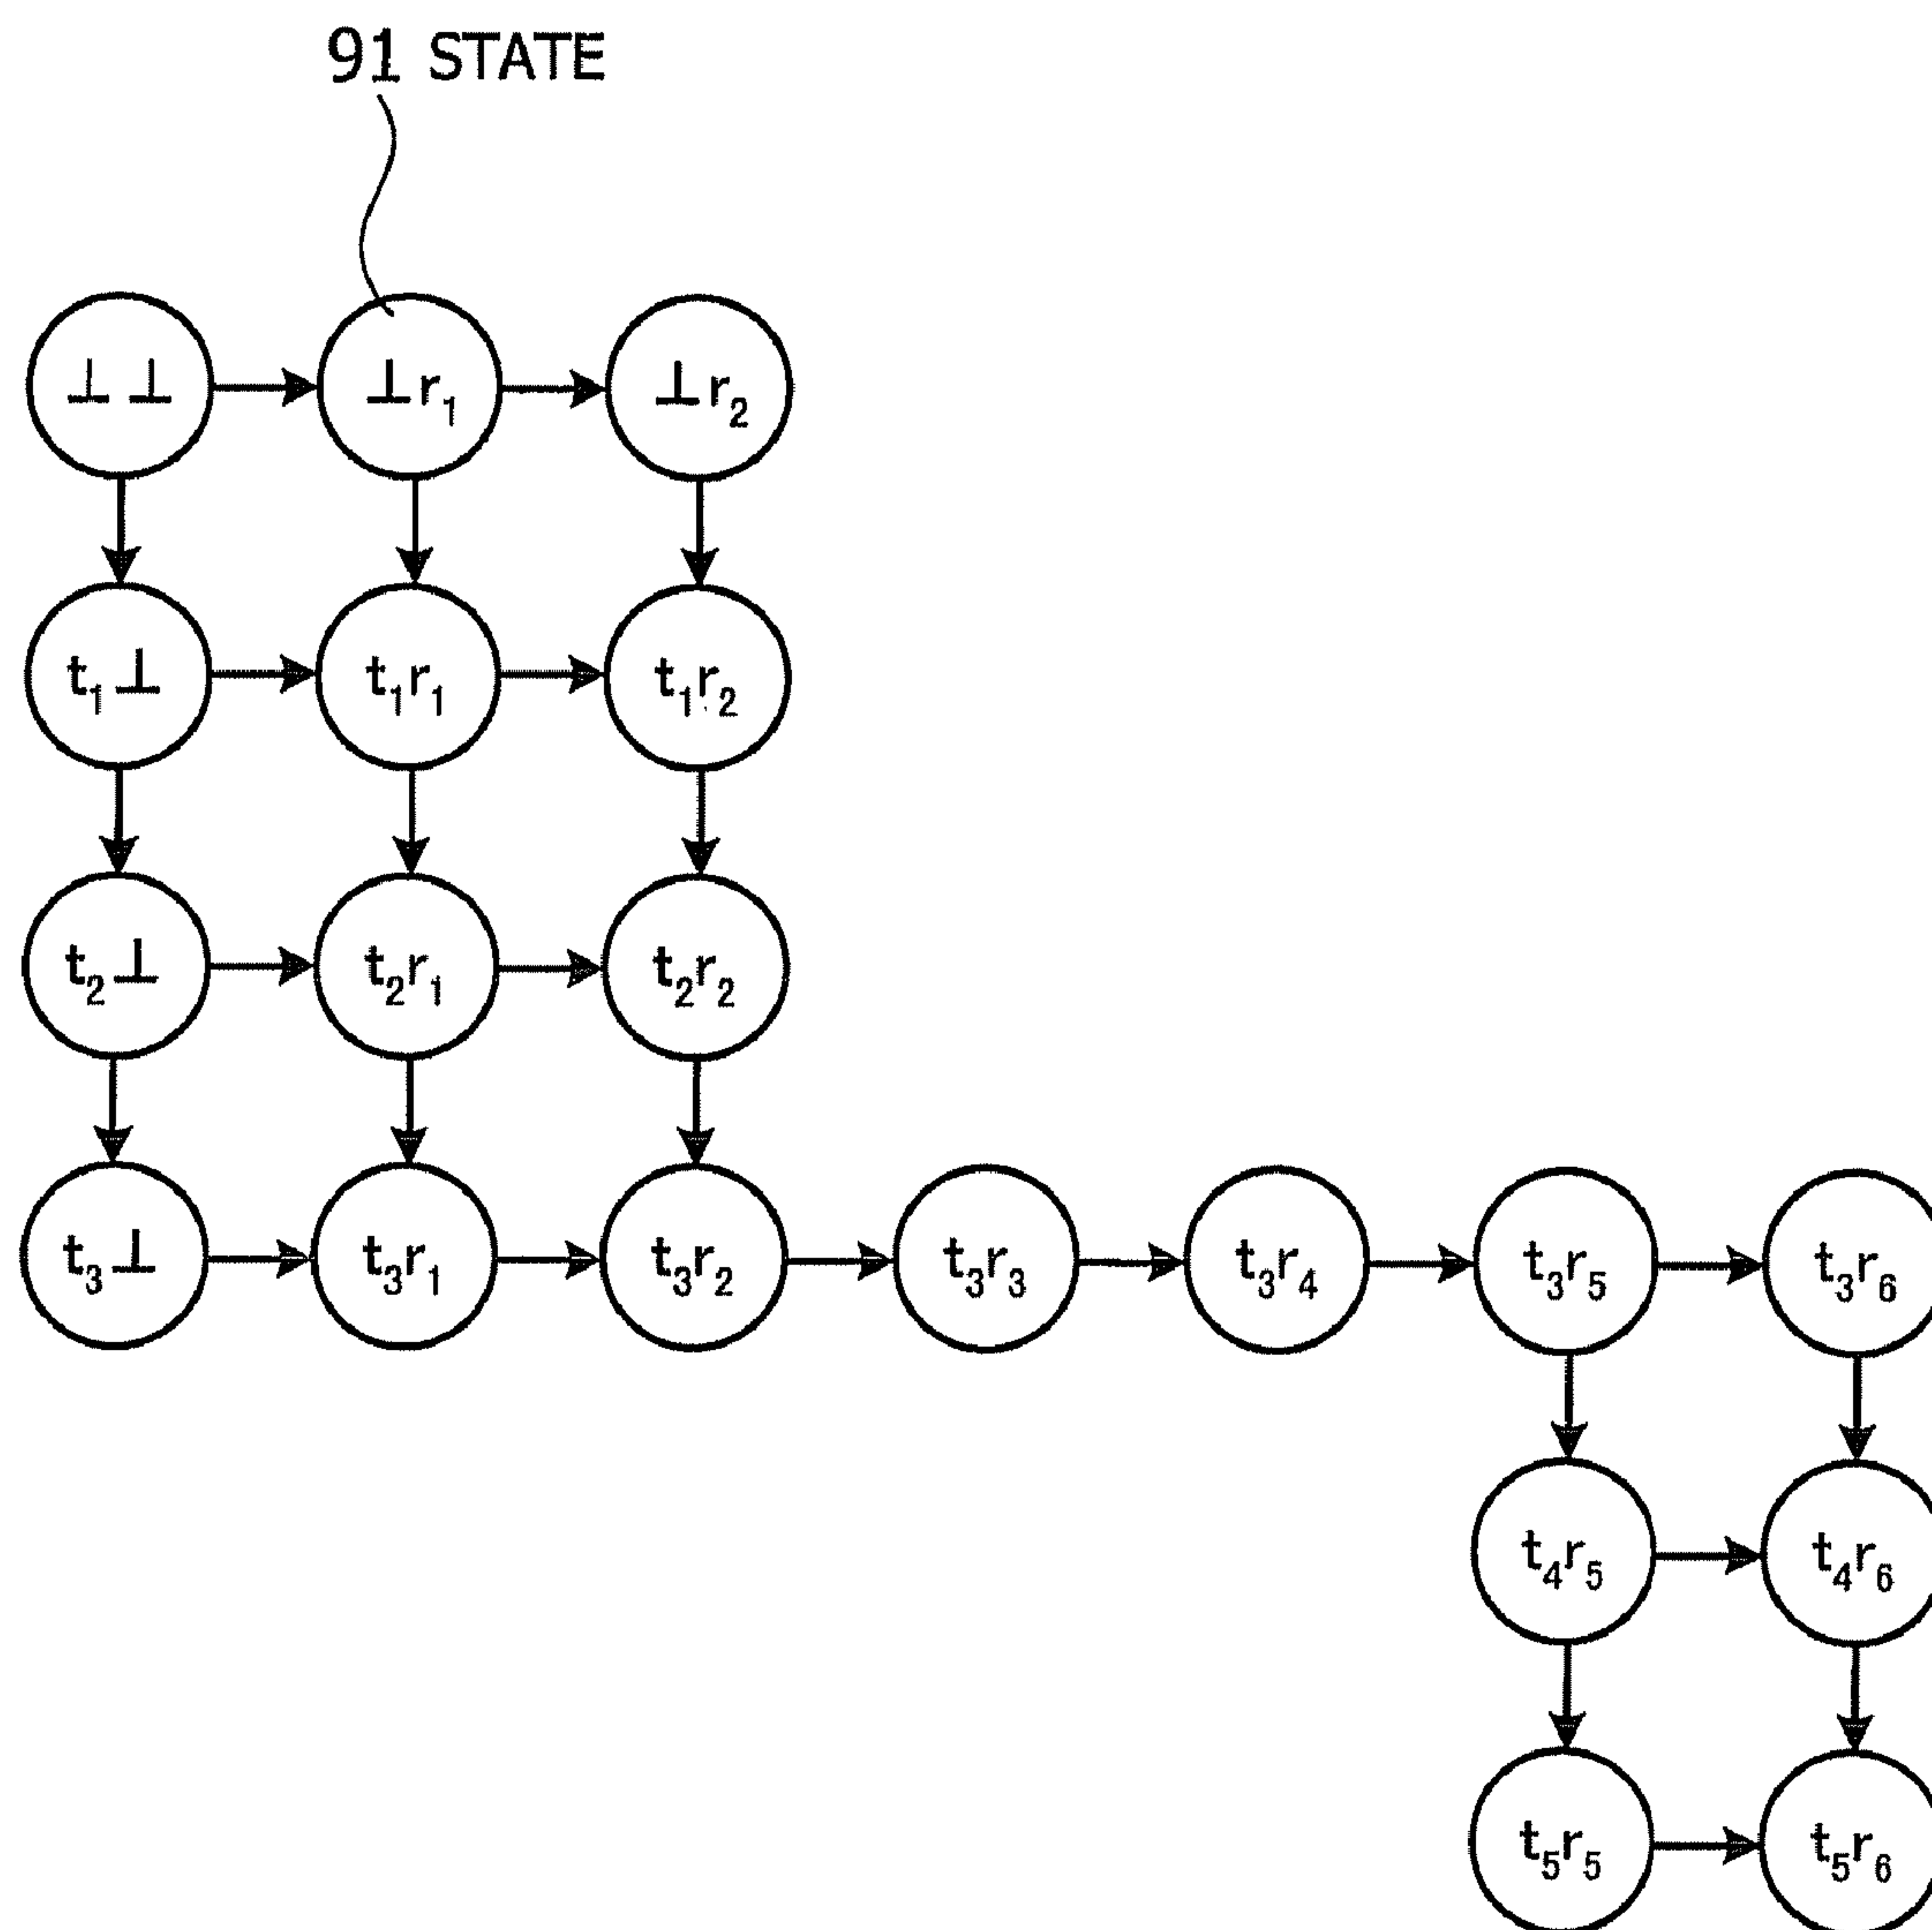 91 STATE
⊥ ⊥ ⊥r₁ ⊥r₂
t₁⊥ t₁r₁ t₁r₂
t₂⊥ t₂r₁ t₂r₂
t₃⊥ t₃r₁ t₃r₂ t₃r₃ t₃r₄ t₃r₅ t₃r₆
t₄r₅ t₄r₆
t₅r₅ t₅r₆